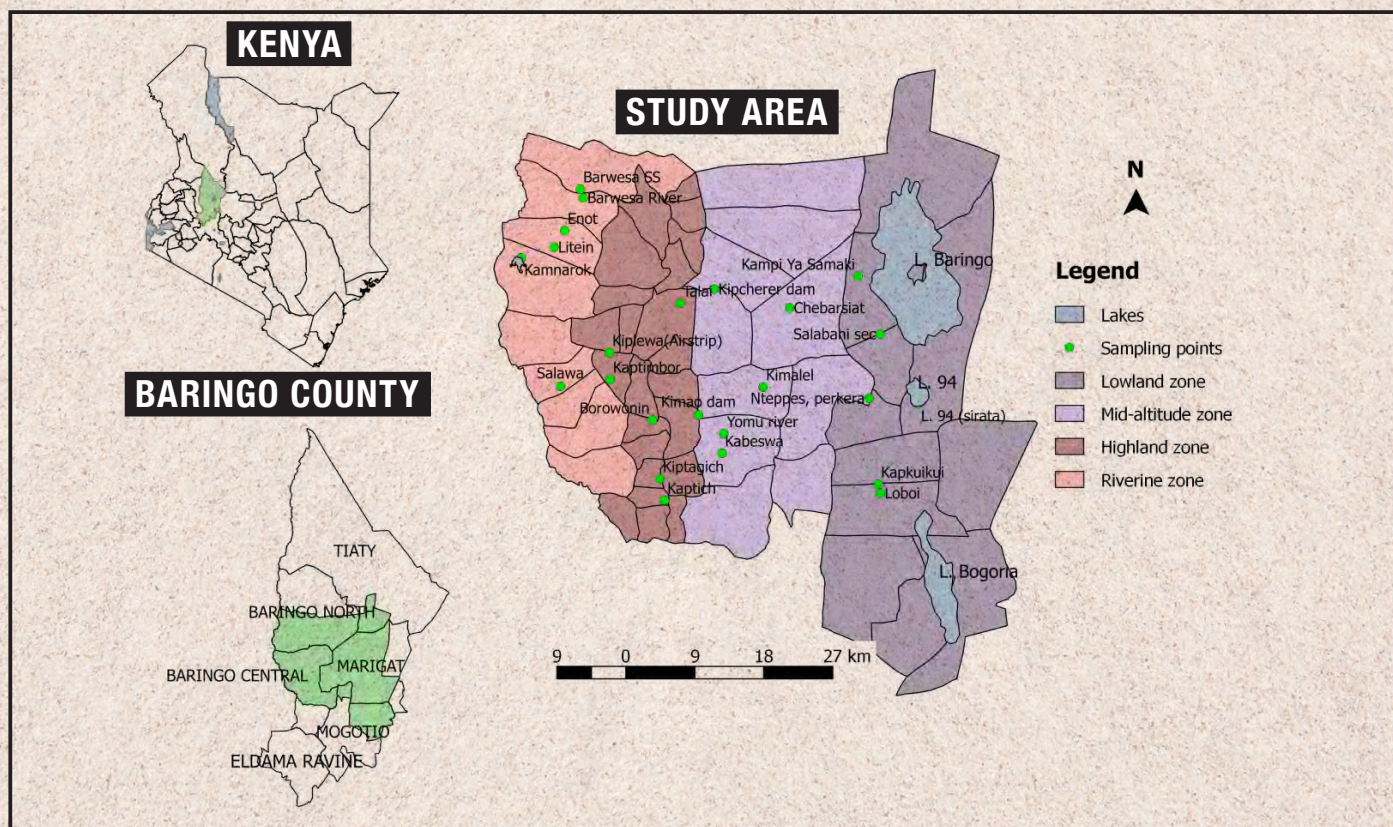 KENYA
STUDY AREA
N
Barwesa SS
Barwesa River
Enot
Litein
Kamnarok
Kampi Ya Samaki
L. Baringo
Talai
Kipcherer dam
Chebarsiat
Salabani sec
Kiplewa(Airstrip)
Kaptimbor
Salawa
Kimalel
L. 94
Nteppes, perkera
Borowonin
Kimao dam
L. 94 (sirata)
Yomu river
Kabeswa
Kiptagich
Kapkuikui
Kaptich
Loboi
L. Bogoria
9 0 9 18 27 km
Legend
Lakes
Sampling points
Lowland zone
Mid-altitude zone
Highland zone
Riverine zone
BARINGO COUNTY
TIATY
BARINGO NORTH
BARINGO CENTRAL
MARIGAT
MOGOTIO
ELDAMA RAVINE